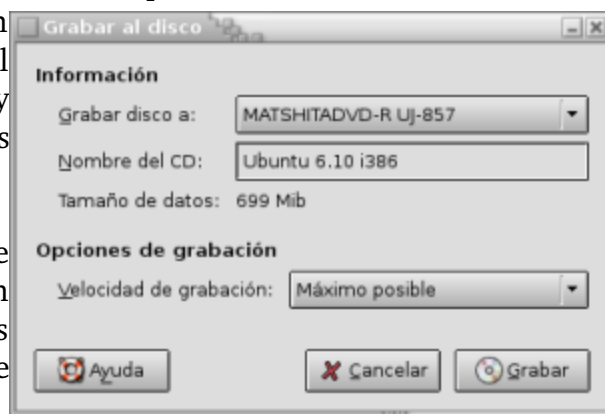 Grabar al disco
Información
Grabar disco a: MATSHITADVD-R UJ-857
Nombre del CD: Ubuntu 6.10 i386
Tamaño de datos: 699 Mib
Opciones de grabación
Velocidad de grabación: Máximo posible
Ayuda Cancelar Grabar